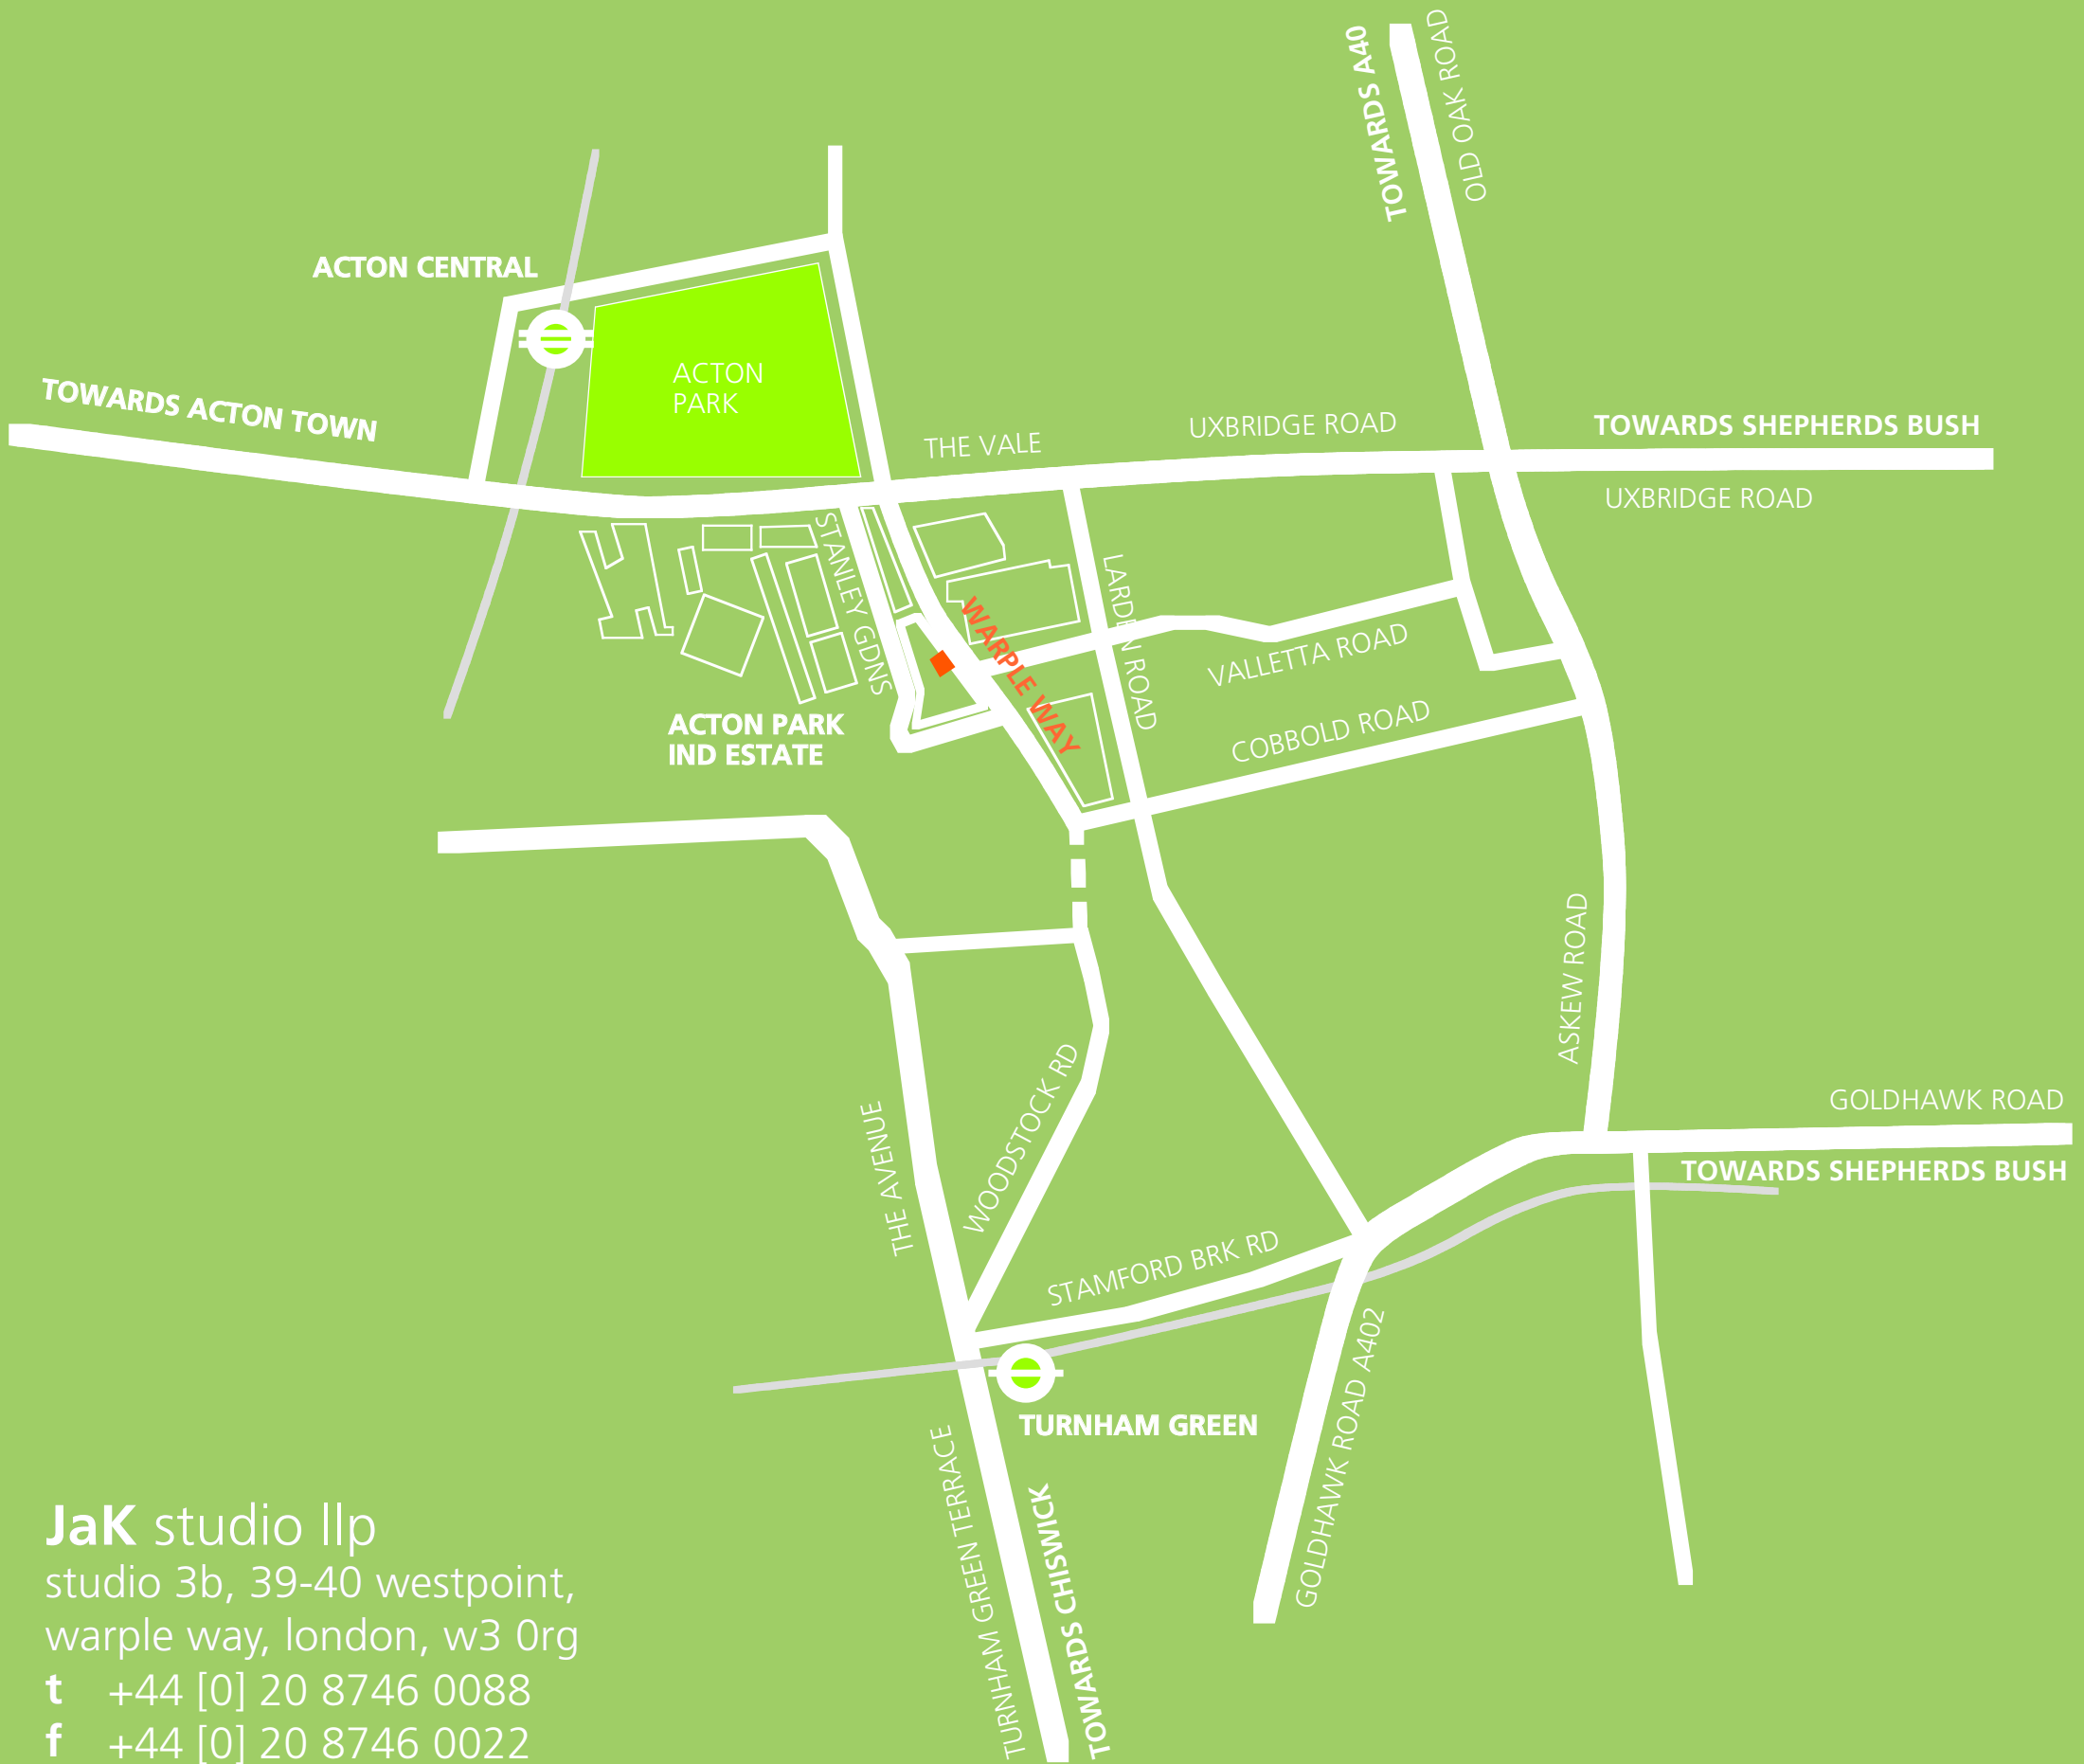 TOWARDS A40
OLD OAK ROAD
ACTON CENTRAL
ACTON
PARK
TOWARDS ACTON TOWN
THE VALE
UXBRIDGE ROAD
TOWARDS SHEPHERDS BUSH
UXBRIDGE ROAD
STANLEY GDNS
WARPLE WAY
LARDEN ROAD
VALLETTA ROAD
COBBOLD ROAD
ACTON PARK
IND ESTATE
ASKEW ROAD
GOLDHAWK ROAD
TOWARDS SHEPHERDS BUSH
THE AVENUE
WOODSTOCK RD
STAMFORD BRK RD
GOLDHAWK ROAD A402
TURNHAM GREEN
TURNHAM GREEN TERRACE
TOWARDS CHISWICK
JaK studio llp
studio 3b, 39-40 westpoint,
warple way, london, w3 0rg
t +44 [0] 20 8746 0088
f +44 [0] 20 8746 0022